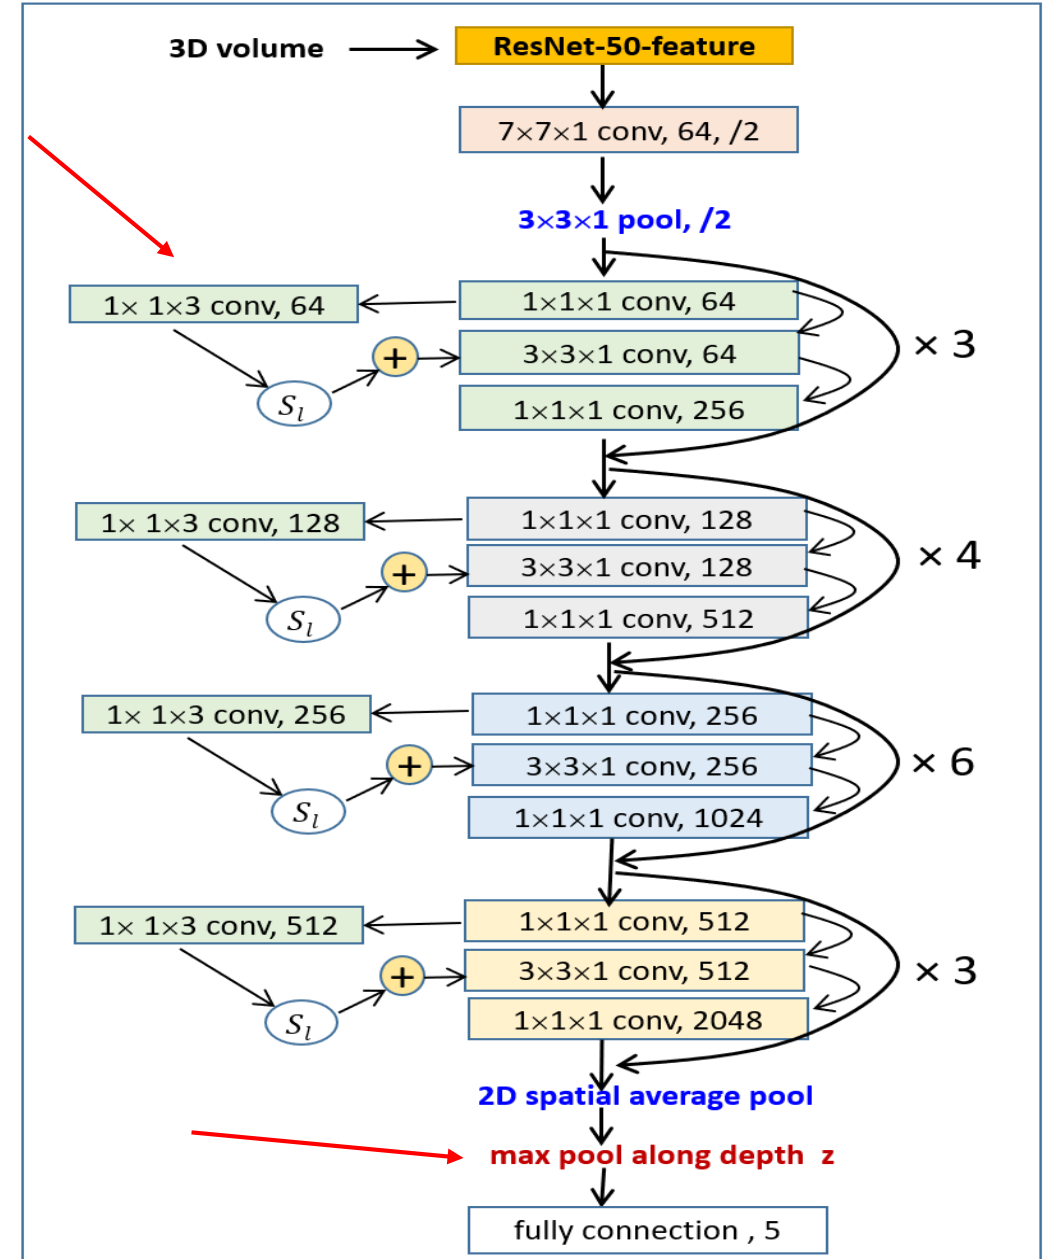 3D volume
ResNet-50-feature
7×7×1 conv, 64, /2
3×3×1 pool, /2
1× 1×3 conv, 64
1×1×1 conv, 64
3×3×1 conv, 64
1×1×1 conv, 256
+
S_l
× 3
1× 1×3 conv, 128
1×1×1 conv, 128
3×3×1 conv, 128
1×1×1 conv, 512
+
S_l
× 4
1× 1×3 conv, 256
1×1×1 conv, 256
3×3×1 conv, 256
1×1×1 conv, 1024
+
S_l
× 6
1× 1×3 conv, 512
1×1×1 conv, 512
3×3×1 conv, 512
1×1×1 conv, 2048
+
S_l
× 3
2D spatial average pool
max pool along depth z
fully connection , 5